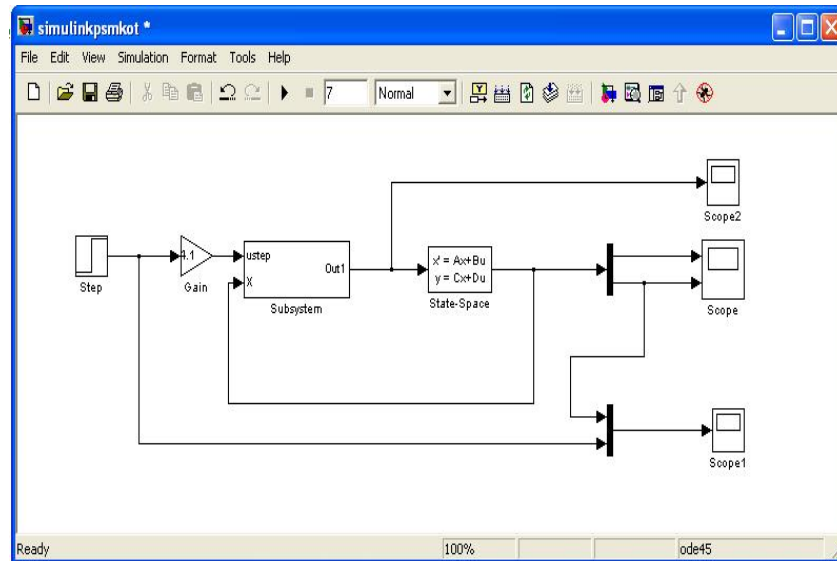 simulinkpsmkot *
File Edit View Simulation Format Tools Help
7 Normal
Scope2
4.1
ustep
X
Out1
x' = Ax+Bu
y = Cx+Du
Step
Gain
Subsystem
State-Space
Scope
Scope1
Ready 100% ode45